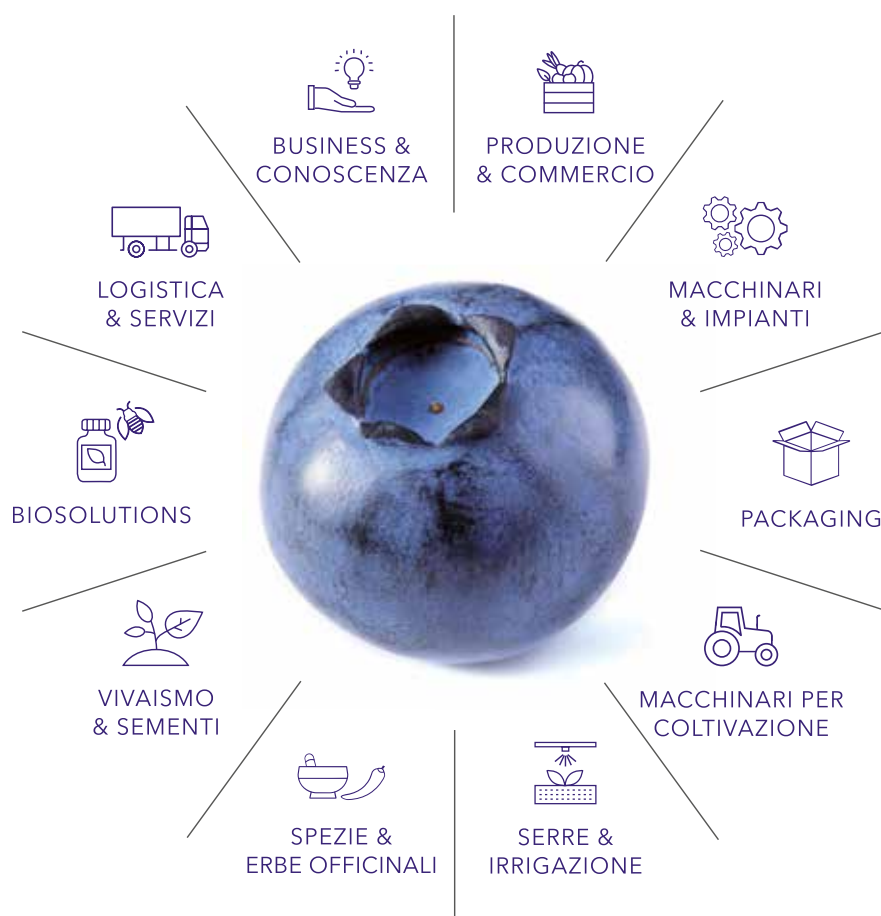 BUSINESS &
CONOSCENZA
PRODUZIONE
& COMMERCIO
LOGISTICA
& SERVIZI
MACCHINARI
& IMPIANTI
BIOSOLUTIONS
PACKAGING
VIVAISMO
& SEMENTI
MACCHINARI PER
COLTIVAZIONE
SPEZIE &
ERBE OFFICINALI
SERRE &
IRRIGAZIONE